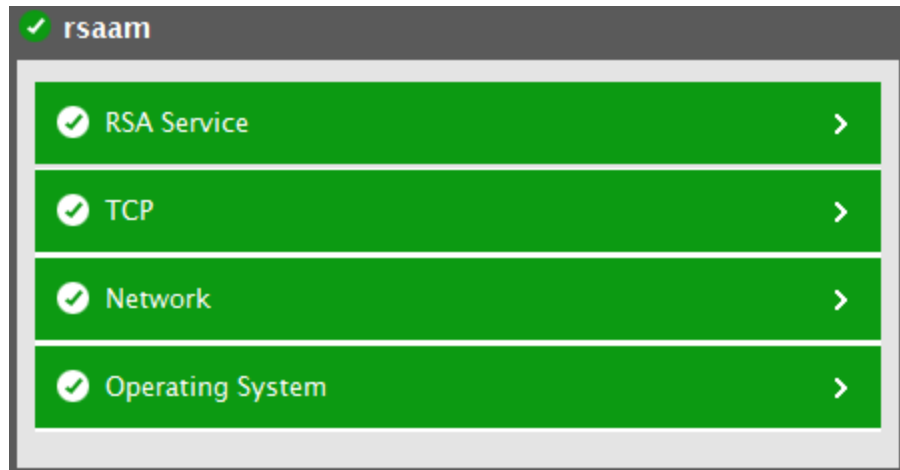 rsaam
RSA Service
TCP
Network
Operating System